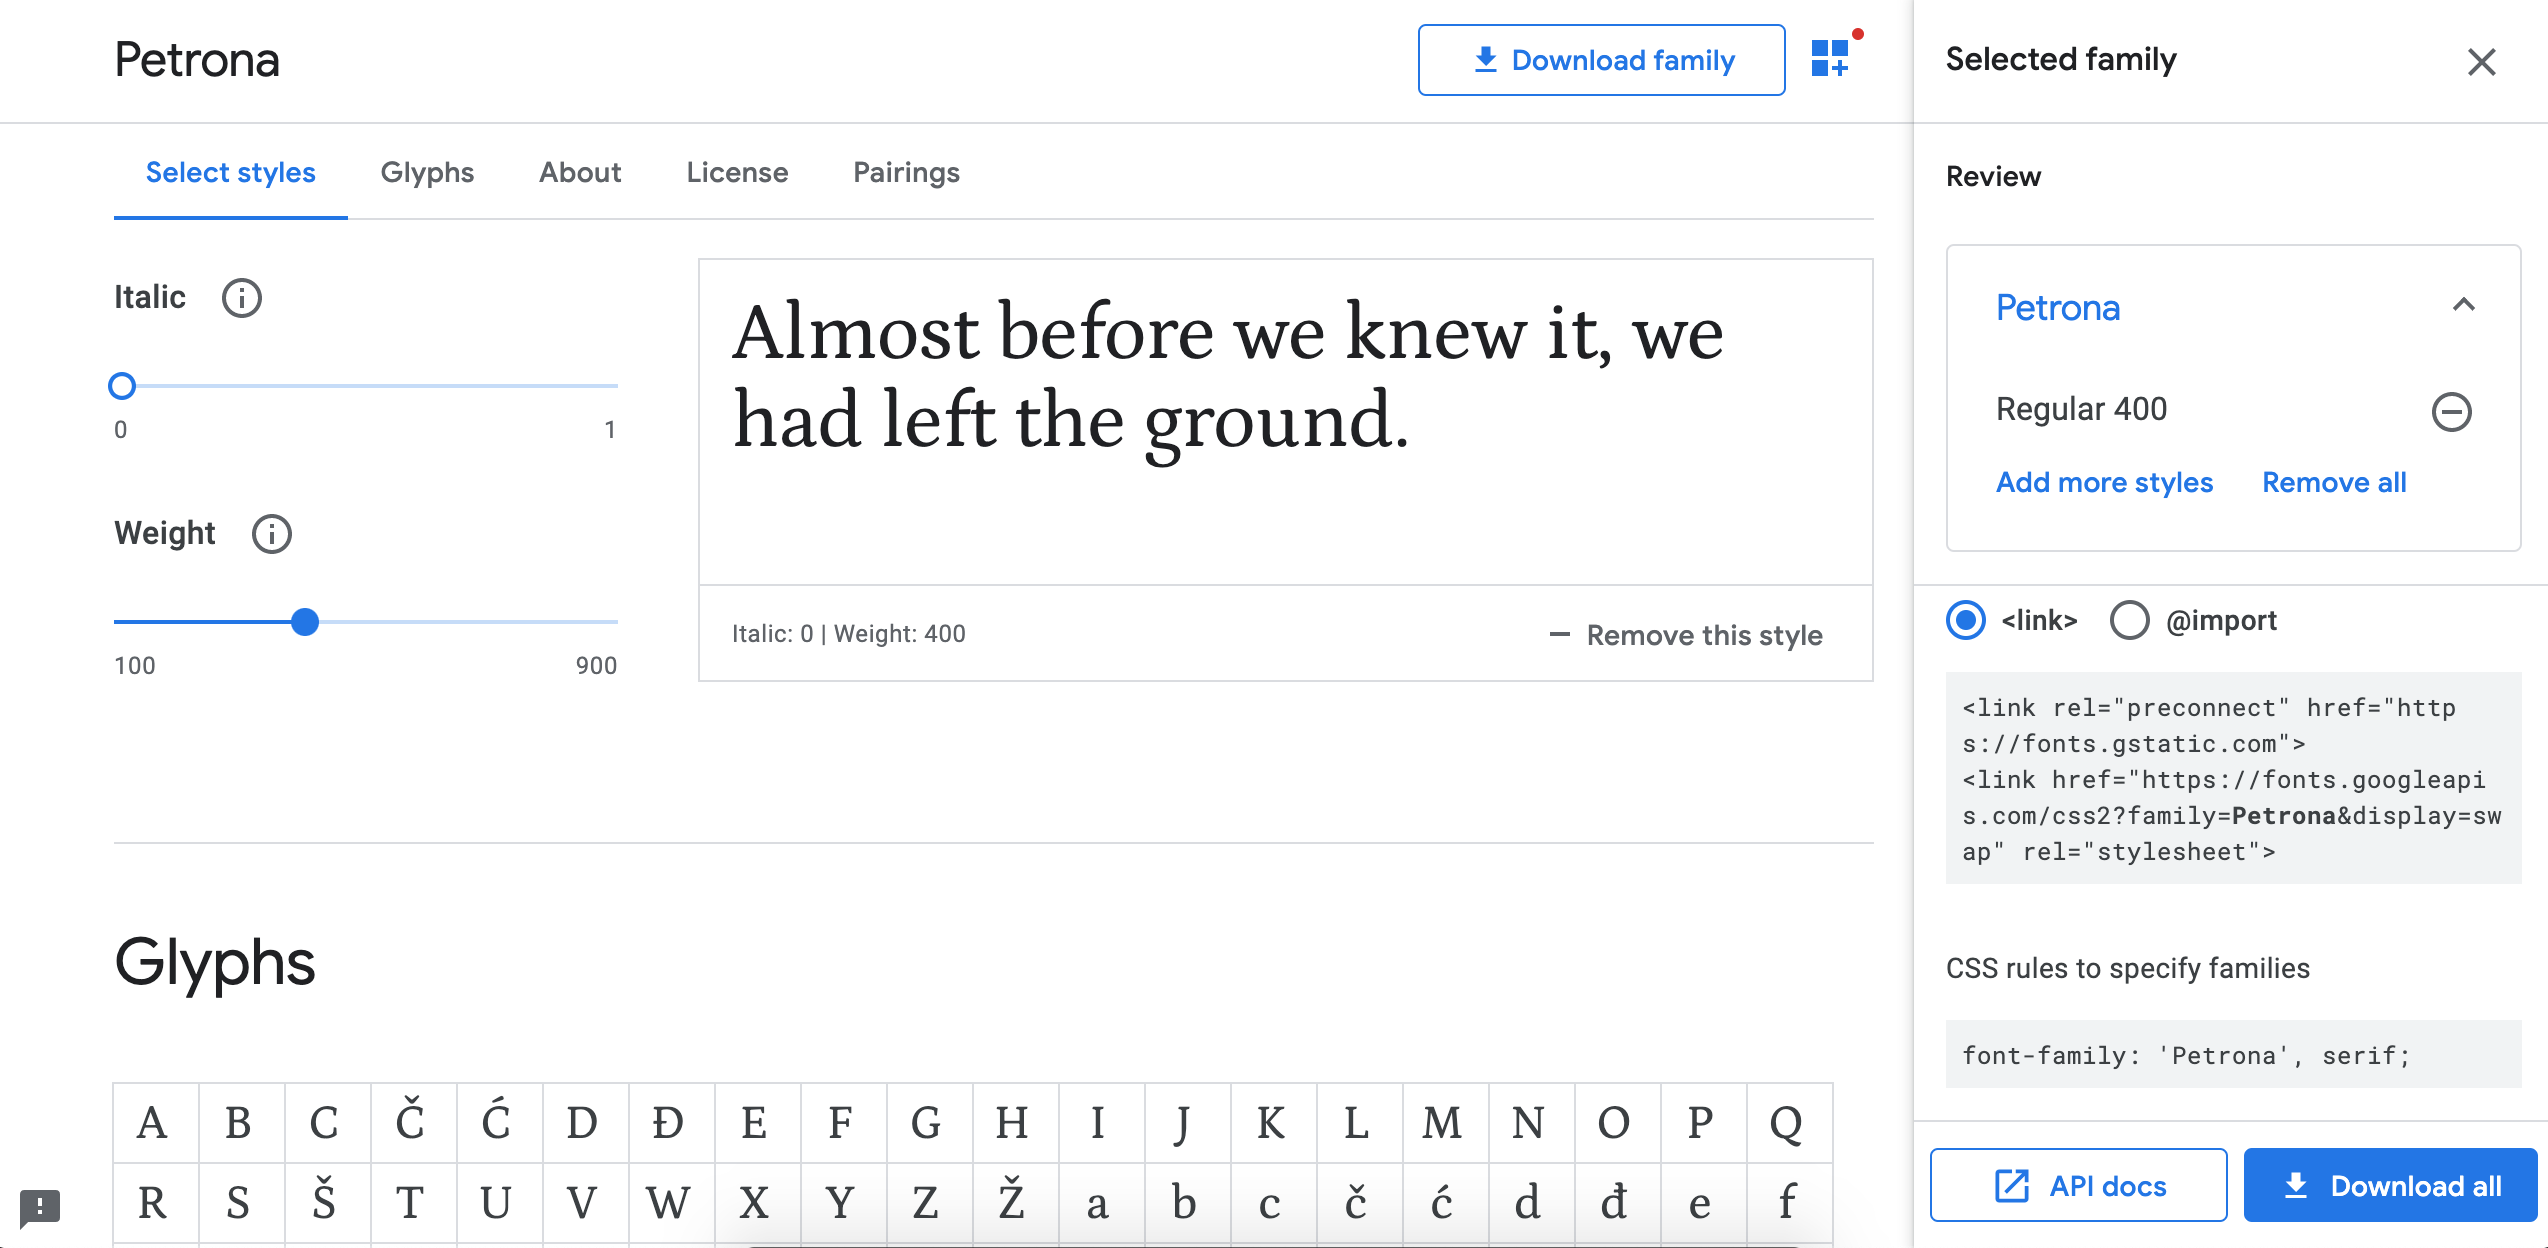 Petrona
Download family
Select styles
Glyphs
About
License
Pairings
Italic
0
1
Weight
100
900
Almost before we knew it, we
had left the ground.
Italic: 0 | Weight: 400
Remove this style
Glyphs
A B C Č Ć D Đ E F G H I J K L M N O P Q
R S Š T U V W X Y Z Ž a b c č ć d đ e f
Selected family
Review
Petrona
Regular 400
Add more styles
Remove all
<link>
@import
<link rel="preconnect" href="http
s://fonts.gstatic.com">
<link href="https://fonts.googleapi
s.com/css2?family=Petrona&display=sw
ap" rel="stylesheet">
CSS rules to specify families
font-family: 'Petrona', serif;
API docs
Download all